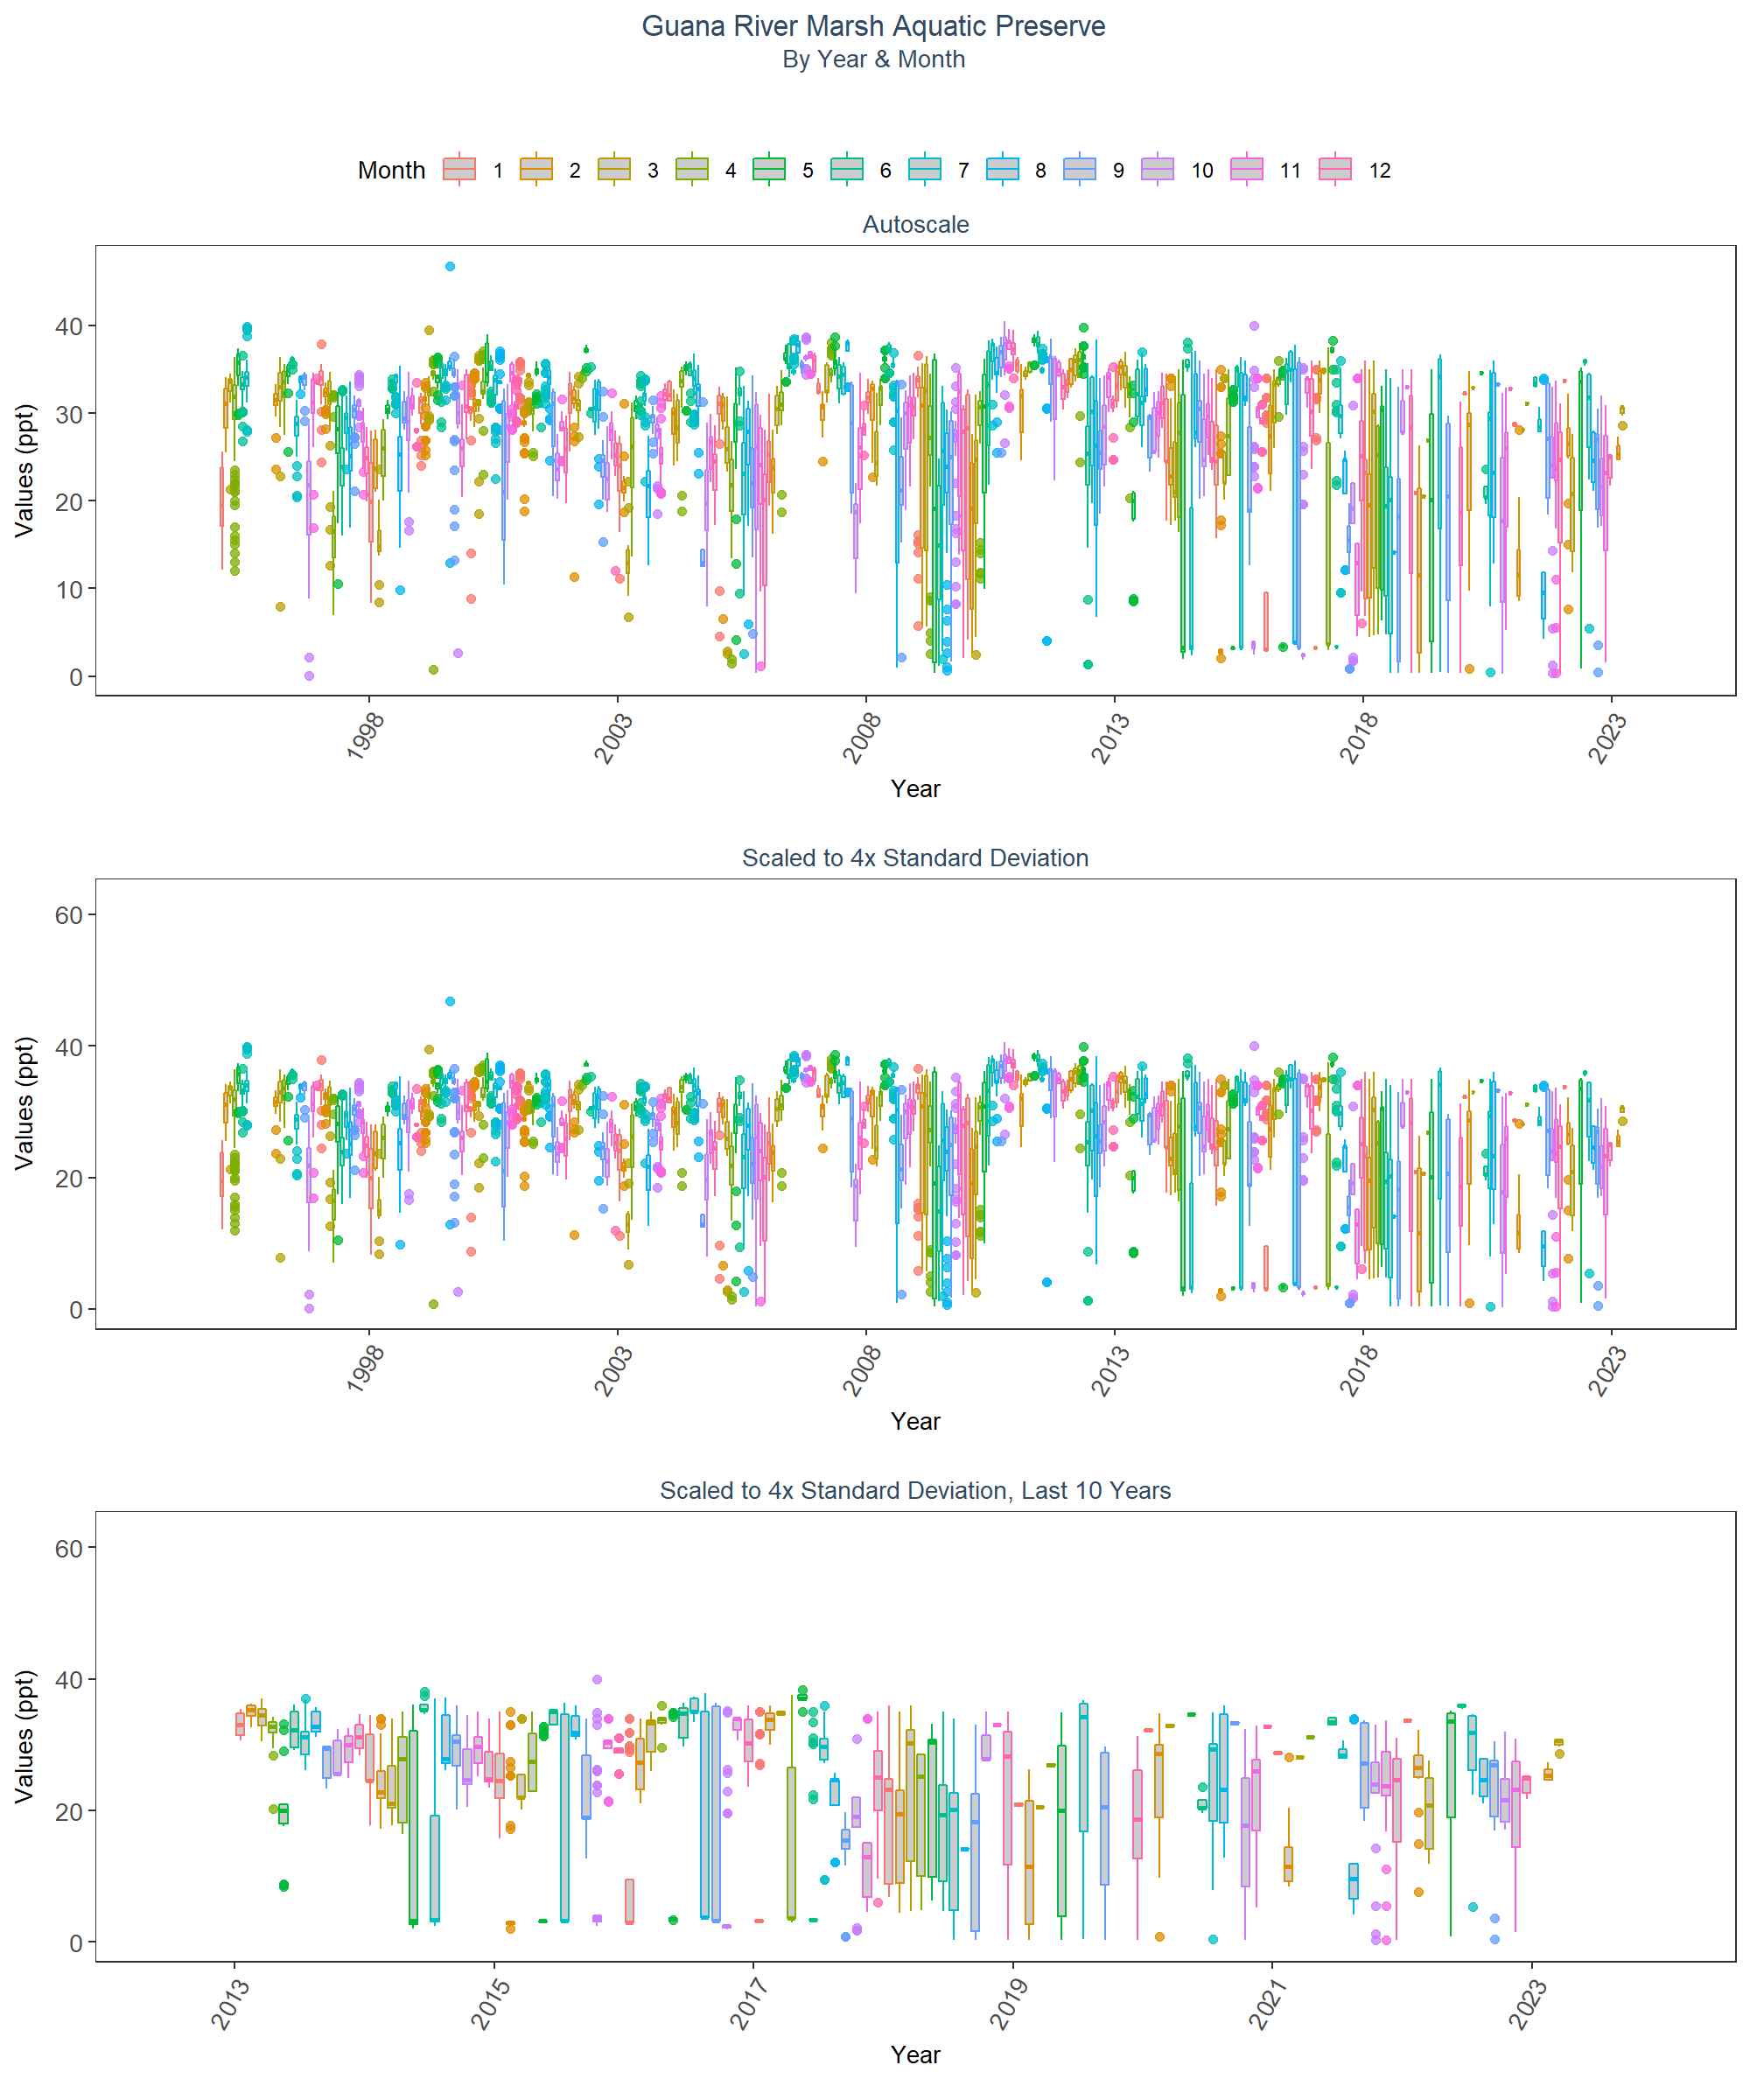 Guana River Marsh Aquatic Preserve
By Year & Month
Month 1 2 3 4 5 6 7 8 9 10 11 12
Autoscale
Values (ppt)
40
30
20
10
0
1998 2003 2008 2013 2018 2023
Year
Scaled to 4x Standard Deviation
Values (ppt)
60
40
20
0
1998 2003 2008 2013 2018 2023
Year
Scaled to 4x Standard Deviation, Last 10 Years
Values (ppt)
60
40
20
0
2013 2015 2017 2019 2021 2023
Year